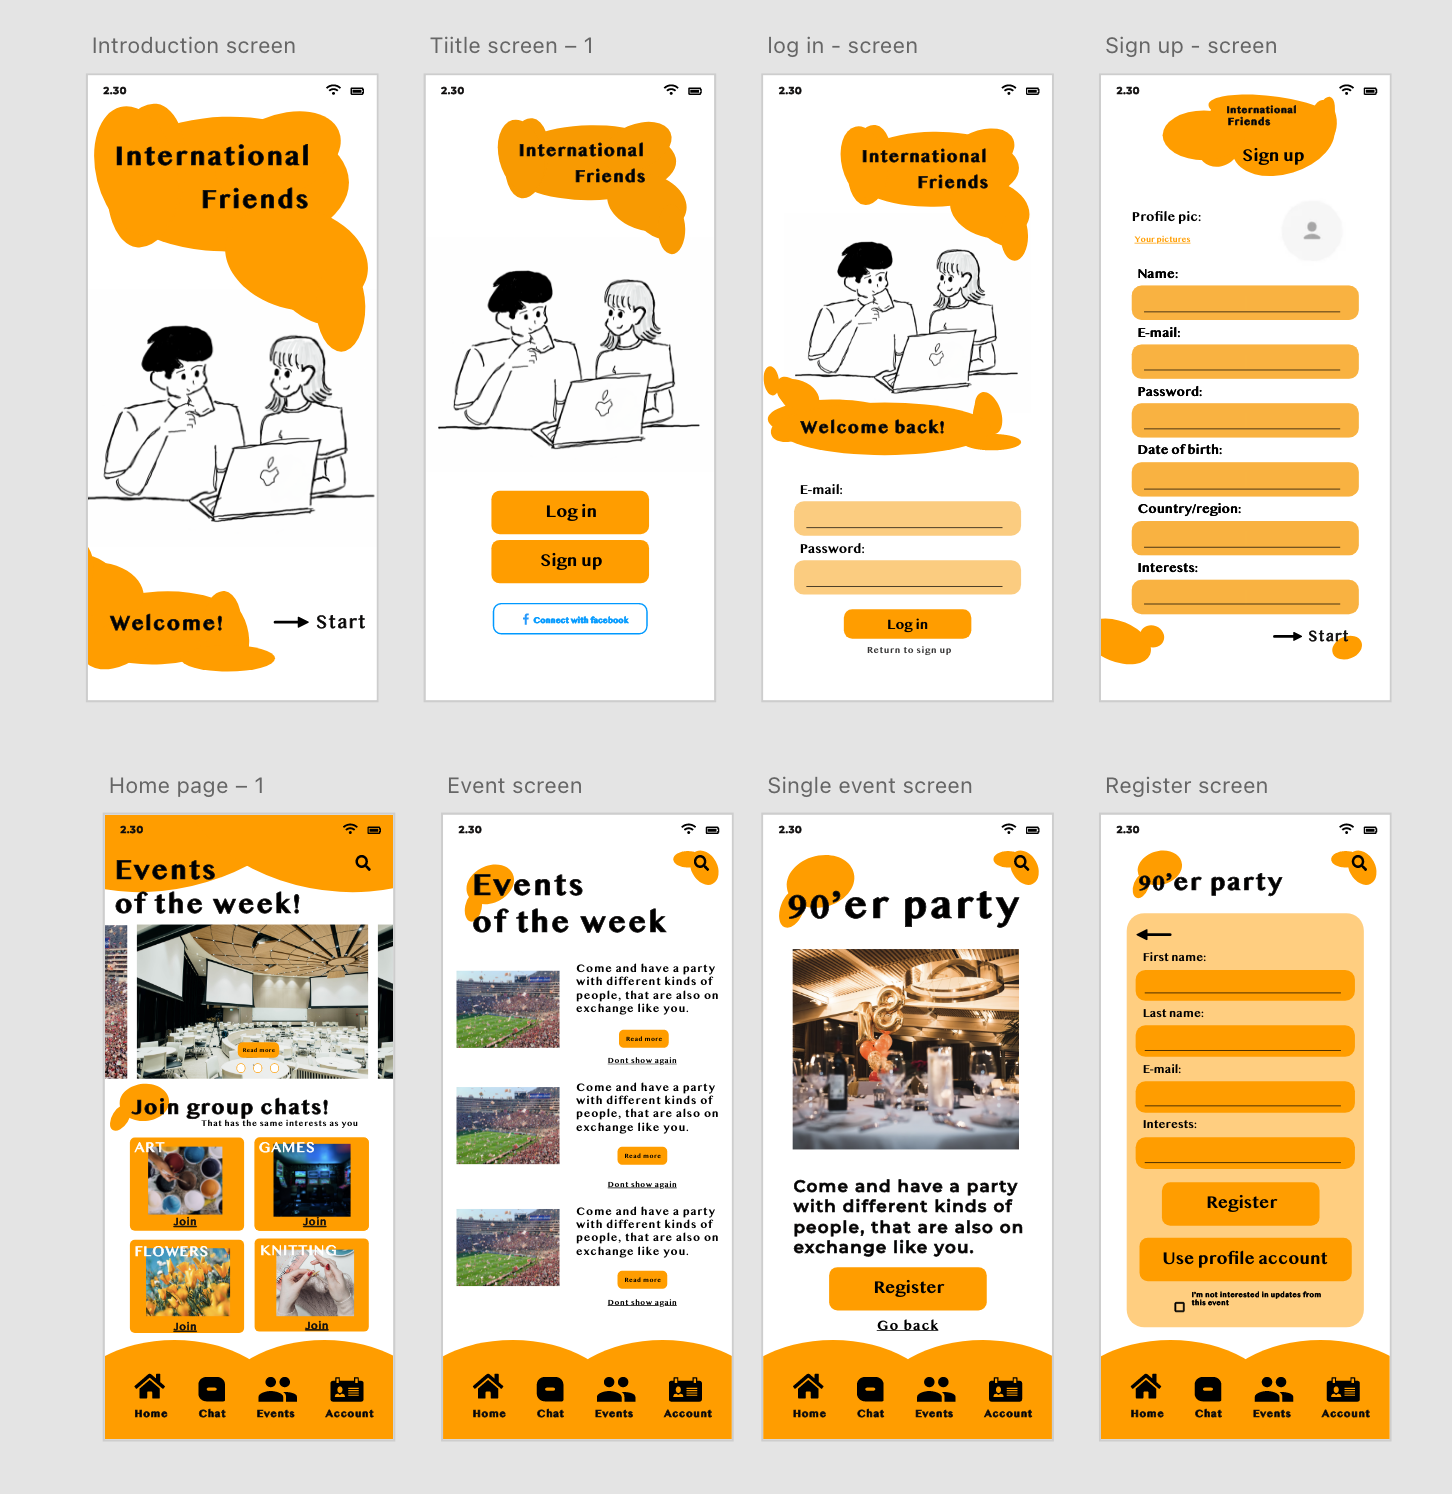 Introduction screen
2.30
International
Friends
Welcome!
Start
Tiitle screen – 1
2.30
International
Friends
Log in
Sign up
f Connect with facebook
log in - screen
2.30
International
Friends
Welcome back!
E-mail:
Password:
Log in
Return to sign up
Sign up - screen
2.30
International
Friends
Sign up
Profile pic:
Your pictures
Name:
E-mail:
Password:
Date of birth:
Country/region:
Interests:
Start
Home page – 1
2.30
Events
of the week!
Read more
Join group chats!
That has the same interests as you
ART
Join
GAMES
Join
FLOWERS
Join
KNITTING
Join
Home
Chat
Events
Account
Event screen
2.30
Events
of the week
Come and have a party
with different kinds of
people, that are also on
exchange like you.
Read more
Dont show again
Come and have a party
with different kinds of
people, that are also on
exchange like you.
Read more
Dont show again
Come and have a party
with different kinds of
people, that are also on
exchange like you.
Read more
Dont show again
Home
Chat
Events
Account
Single event screen
2.30
90’er party
Come and have a party
with different kinds of
people, that are also on
exchange like you.
Register
Go back
Home
Chat
Events
Account
Register screen
2.30
90’er party
First name:
Last name:
E-mail:
Interests:
Register
Use profile account
I'm not interested in updates from
this event
Home
Chat
Events
Account